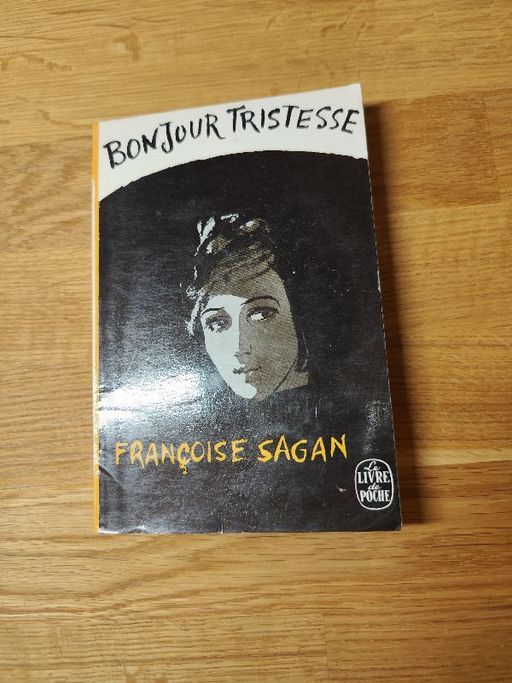 BONJOUR TRISTESSE
FRANÇOISE SAGAN
Le
LIVRE
de
POCHE